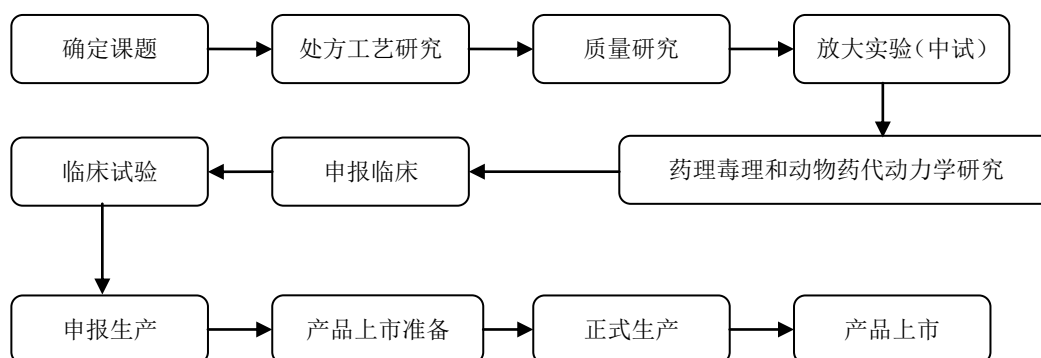 确定课题
处方工艺研究
质量研究
放大实验（中试）
药理毒理和动物药代动力学研究
申报临床
临床试验
申报生产
产品上市准备
正式生产
产品上市